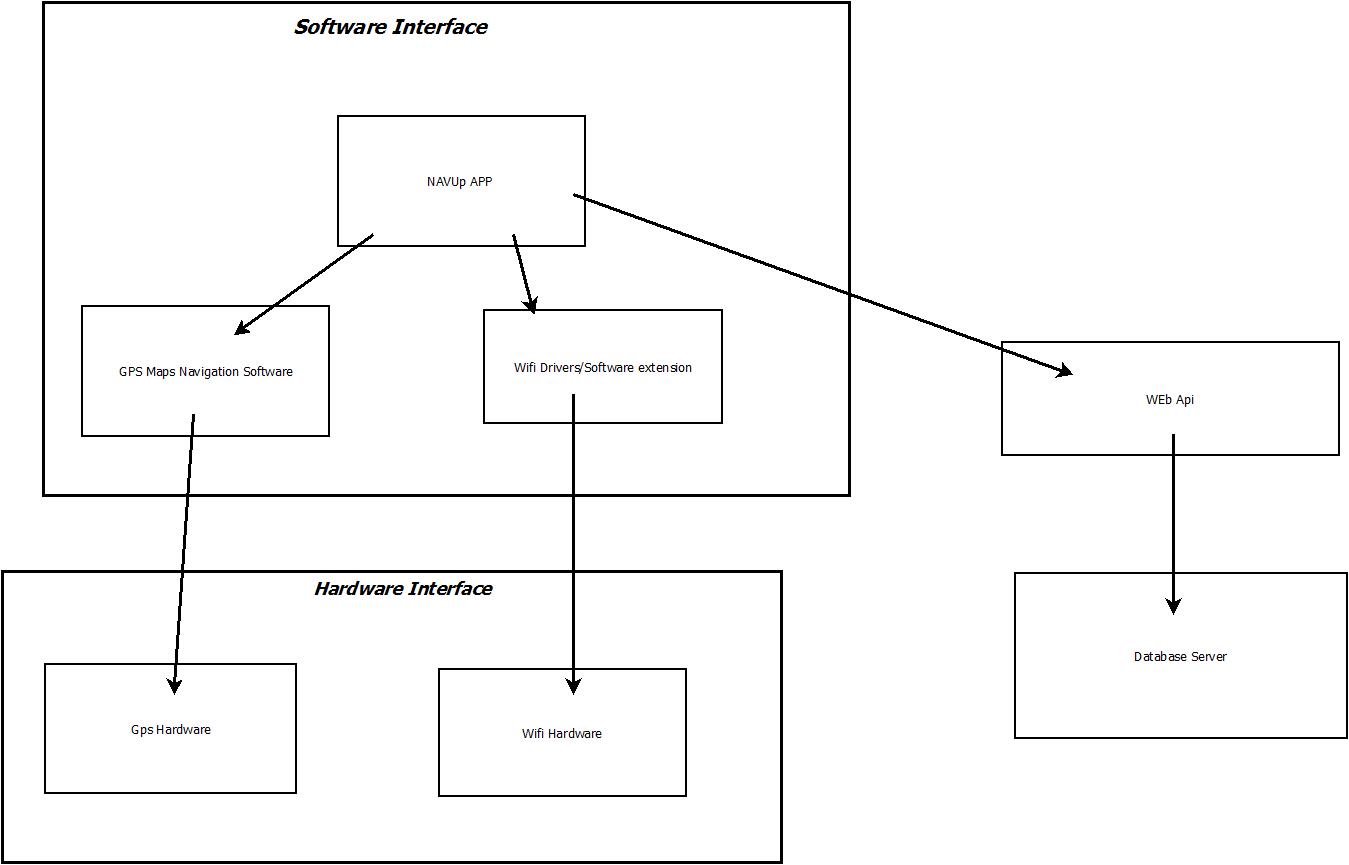 Software Interface
NAVUp APP
GPS Maps Navigation Software
Wifi Drivers/Software extension
WEb Api
Hardware Interface
Database Server
Gps Hardware
Wifi Hardware